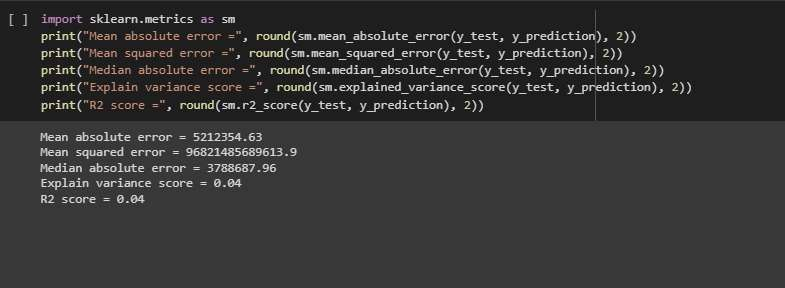 [ ] import sklearn.metrics as sm
print("Mean absolute error =", round(sm.mean_absolute_error(y_test, y_prediction), 2))
print("Mean squared error =", round(sm.mean_squared_error(y_test, y_prediction), 2))
print("Median absolute error =", round(sm.median_absolute_error(y_test, y_prediction), 2))
print("Explain variance score =", round(sm.explained_variance_score(y_test, y_prediction), 2))
print("R2 score =", round(sm.r2_score(y_test, y_prediction), 2))
Mean absolute error = 5212354.63
Mean squared error = 96821485689613.9
Median absolute error = 3788687.96
Explain variance score = 0.04
R2 score = 0.04